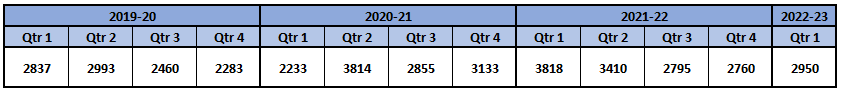 2019-20 2020-21 2021-22 2022-23
Qtr 1 Qtr 2 Qtr 3 Qtr 4 Qtr 1 Qtr 2 Qtr 3 Qtr 4 Qtr 1 Qtr 2 Qtr 3 Qtr 4 Qtr 1
2837 2993 2460 2283 2233 3814 2855 3133 3818 3410 2795 2760 2950